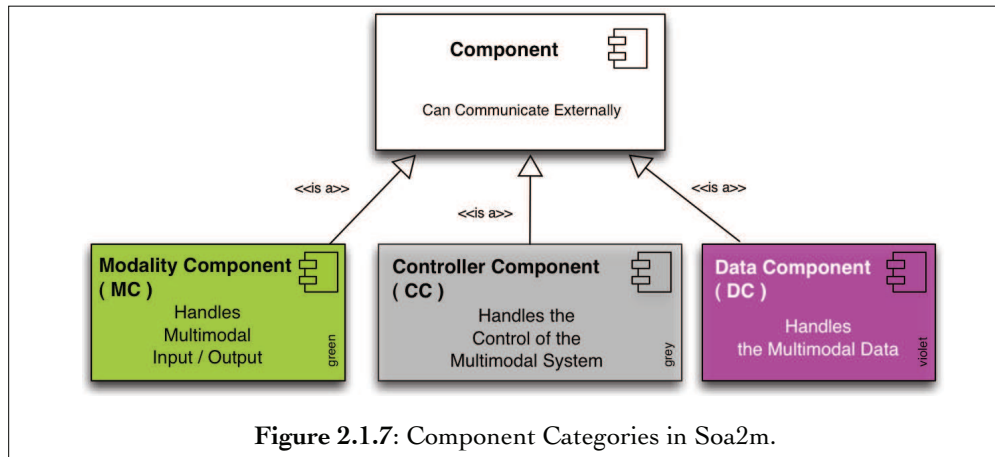 Component
Can Communicate Externally
<<is a>>
<<is a>>
<<is a>>
Modality Component
( MC )
Handles
Multimodal
Input / Output
green
Controller Component
( CC )
Handles the
Control of the
Multimodal System
grey
Data Component
( DC )
Handles
the Multimodal Data
violet
Figure 2.1.7: Component Categories in Soa2m.